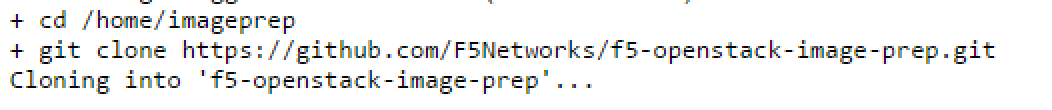 + cd /home/imageprep
+ git clone https://github.com/F5Networks/f5-openstack-image-prep.git
Cloning into 'f5-openstack-image-prep'...